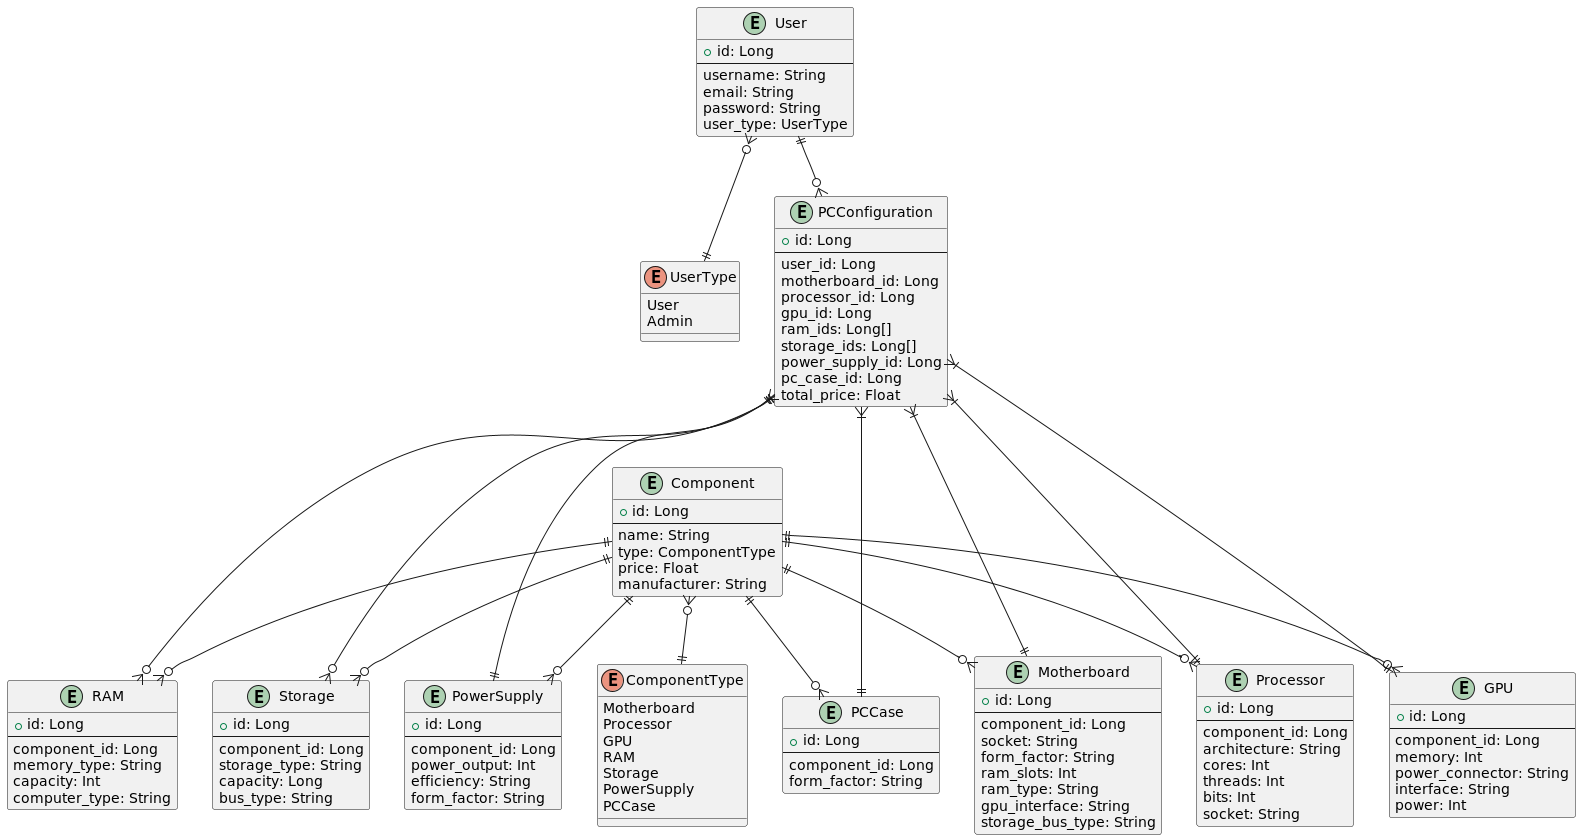 E User
id: Long
username: String
email: String
password: String
user_type: UserType
E PCConfiguration
id: Long
user_id: Long
motherboard_id: Long
processor_id: Long
gpu_id: Long
ram_ids: Long[]
storage_ids: Long[]
power_supply_id: Long
pc_case_id: Long
total_price: Float
E UserType
User
Admin
E Component
id: Long
name: String
type: ComponentType
price: Float
manufacturer: String
E RAM
id: Long
component_id: Long
memory_type: String
capacity: Int
computer_type: String
E Storage
id: Long
component_id: Long
storage_type: String
capacity: Long
bus_type: String
E PowerSupply
id: Long
component_id: Long
power_output: Int
efficiency: String
form_factor: String
E ComponentType
Motherboard
Processor
GPU
RAM
Storage
PowerSupply
PCCase
E PCCase
id: Long
component_id: Long
form_factor: String
E Motherboard
id: Long
component_id: Long
socket: String
form_factor: String
ram_slots: Int
ram_type: String
gpu_interface: String
storage_bus_type: String
E Processor
id: Long
component_id: Long
architecture: String
cores: Int
threads: Int
bits: Int
socket: String
E GPU
id: Long
component_id: Long
memory: Int
power_connector: String
interface: String
power: Int